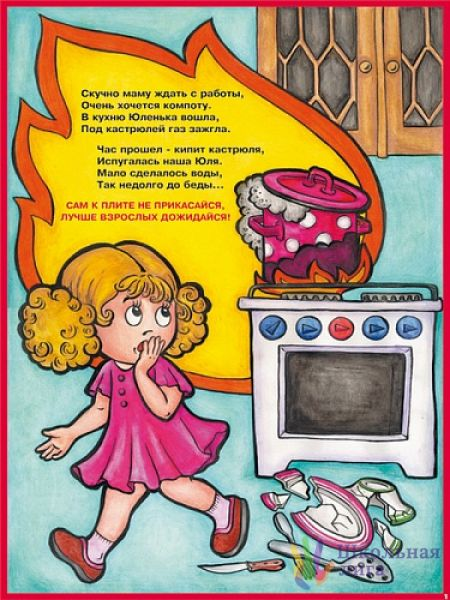 Скучно маму ждать с работы,
Очень хочется компоту.
В кухню Юленька вошла,
Под кастрюлей газ зажгла.
Час прошел - кипит кастрюля,
Испугалась наша Юля.
Мало сделалось воды,
Так недолго до беды...
САМ К ПЛИТЕ НЕ ПРИКАСАЙСЯ,
ЛУЧШЕ ВЗРОСЛЫХ ДОЖИДАЙСЯ!
Школьная
лига